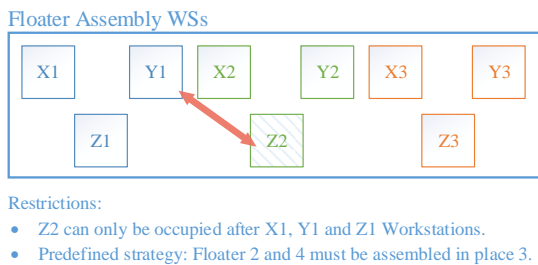 Floater Assembly WSs
X1 Y1 X2 Y2 X3 Y3
Z1 Z2 Z3
Restrictions:
• Z2 can only be occupied after X1, Y1 and Z1 Workstations.
• Predefined strategy: Floater 2 and 4 must be assembled in place 3.